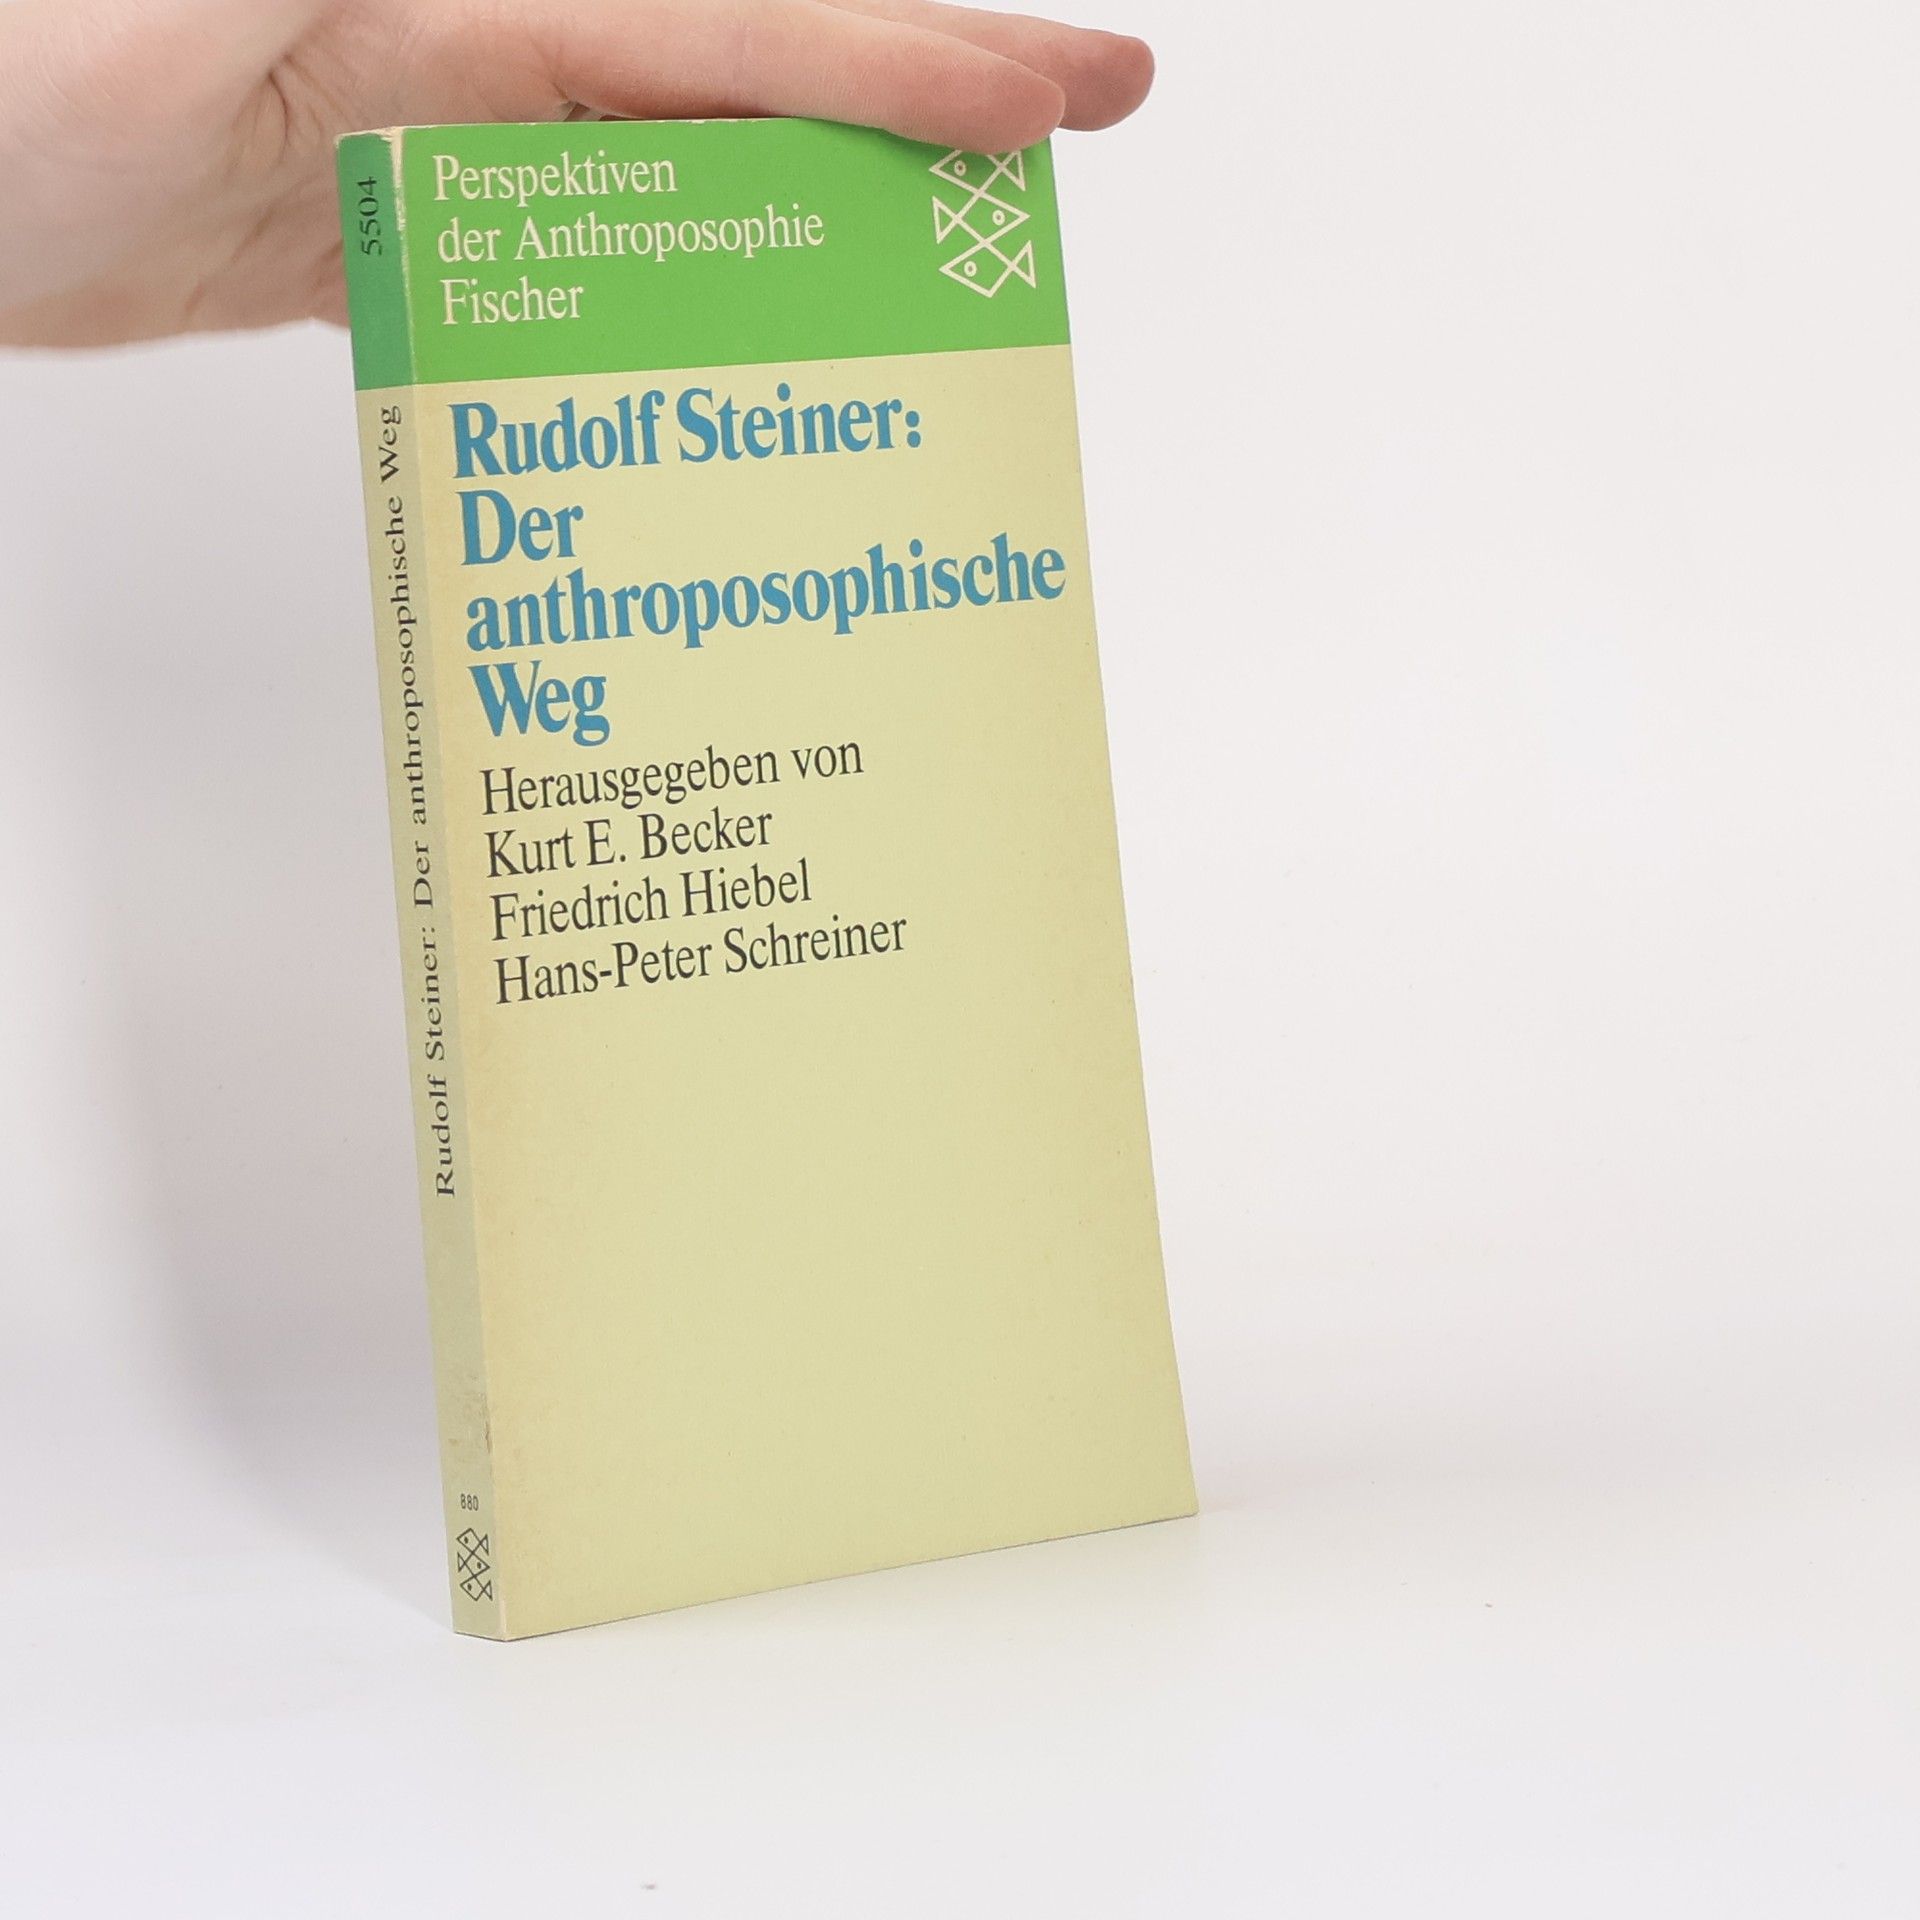 Perspektiven
der Anthroposophie
Fischer
Rudolf Steiner:
Der
anthroposophische
Weg
Herausgegeben von
Kurt E. Becker
Friedrich Hiebel
Hans-Peter Schreiner
5504
Rudolf Steiner: Der anthroposophische Weg
880